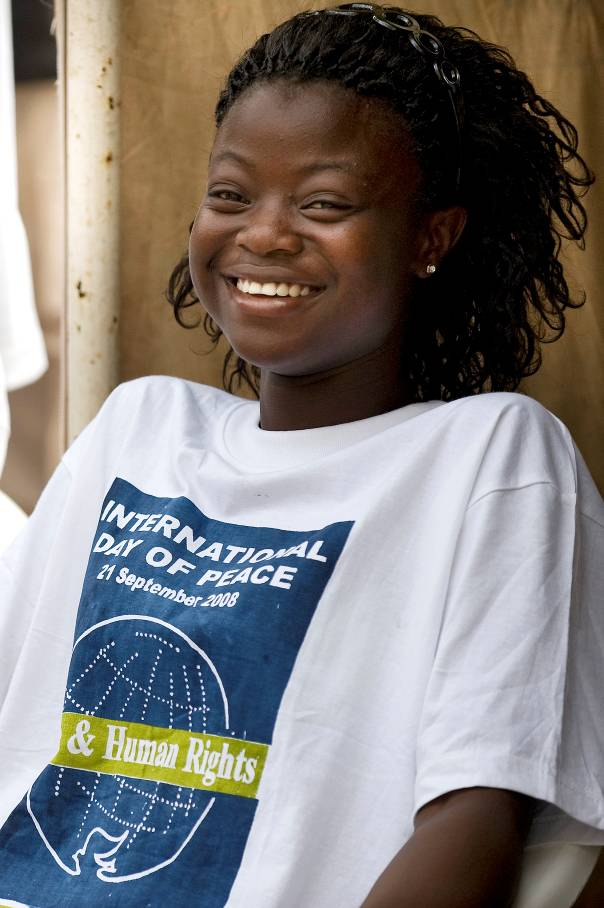 INTERNATIONAL
DAY OF PEACE
21 September 2008
& Human Rights